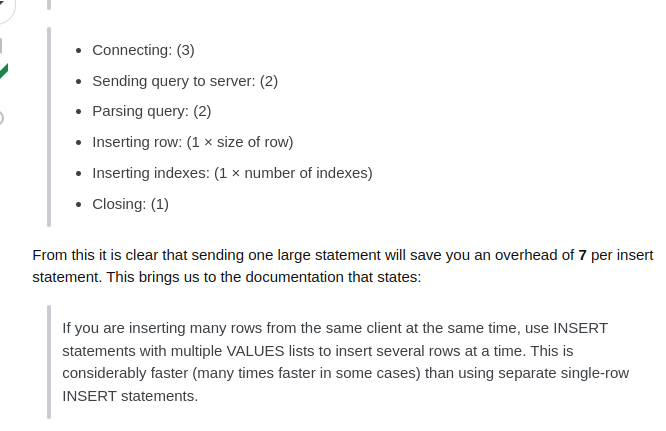 Connecting: (3)
Sending query to server: (2)
Parsing query: (2)
Inserting row: (1 × size of row)
Inserting indexes: (1 × number of indexes)
Closing: (1)
From this it is clear that sending one large statement will save you an overhead of 7 per insert
statement. This brings us to the documentation that states:
If you are inserting many rows from the same client at the same time, use INSERT
statements with multiple VALUES lists to insert several rows at a time. This is
considerably faster (many times faster in some cases) than using separate single-row
INSERT statements.